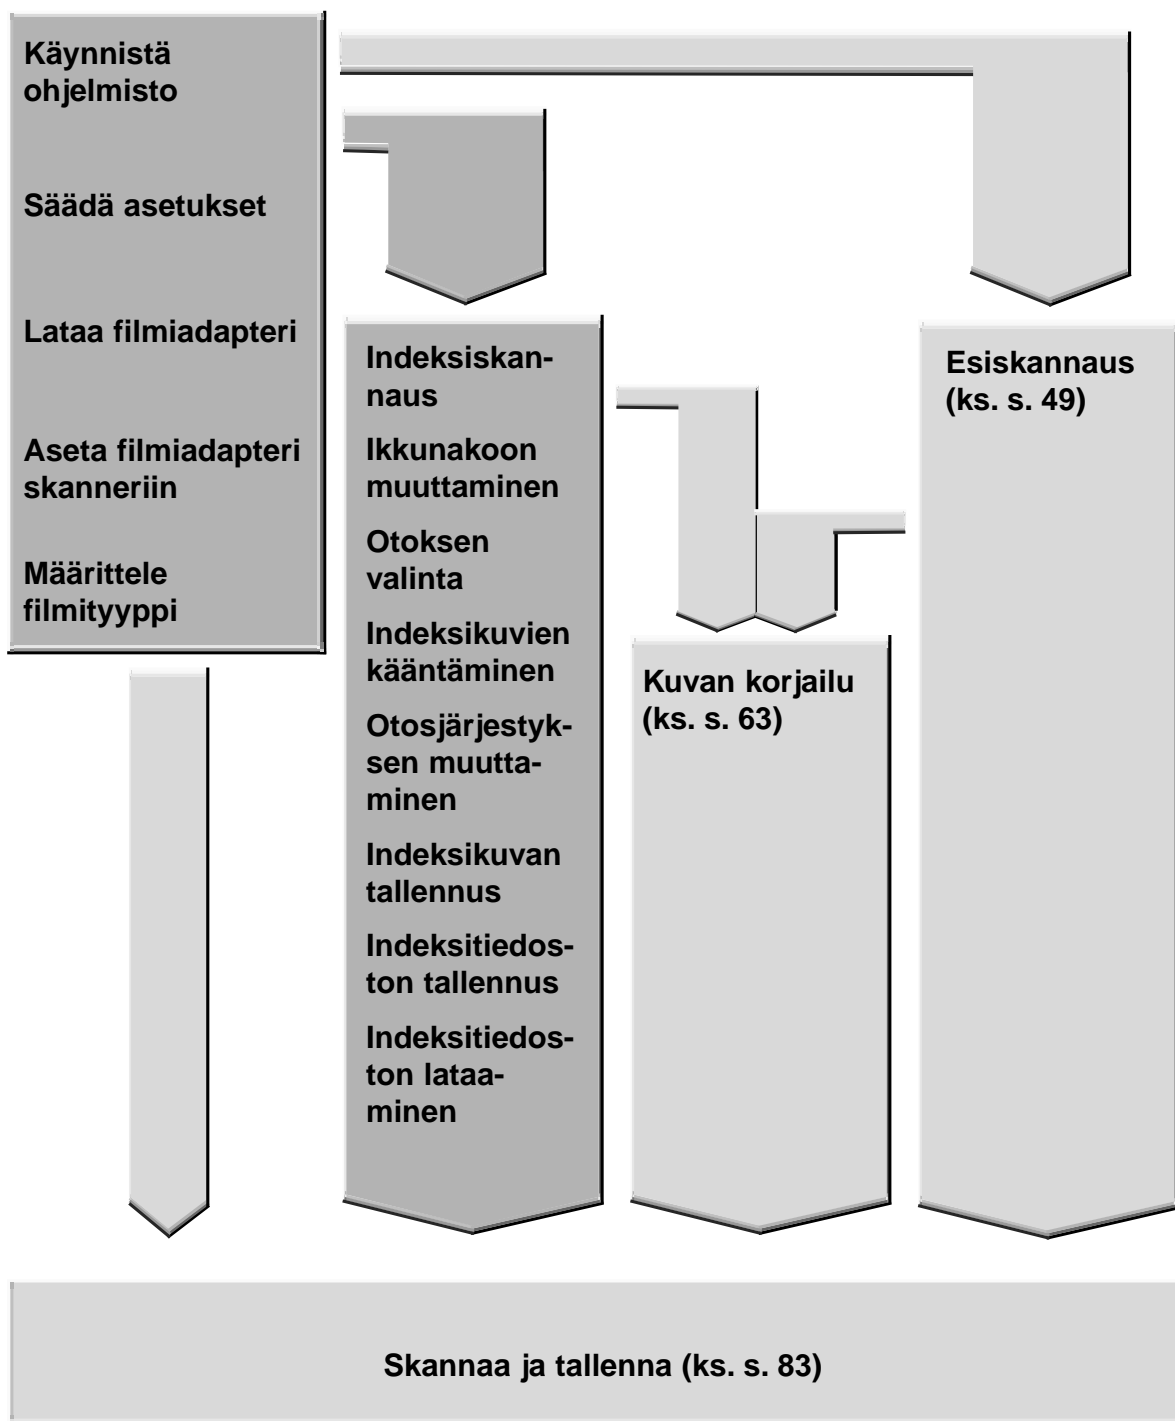 Käynnistä
ohjelmisto
Säädä asetukset
Lataa filmiadapteri
Aseta filmiadapteri
skanneriin
Määrittele
filmityyppi
Indeksiskan-
naus
Ikkunakoon
muuttaminen
Otoksen
valinta
Indeksikuvien
kääntäminen
Otosjärjestyk-
sen muutta-
minen
Indeksikuvan
tallennus
Indeksitiedos-
ton tallennus
Indeksitiedos-
ton lataa-
minen
Kuvan korjailu
(ks. s. 63)
Esiskannaus
(ks. s. 49)
Skannaa ja tallenna (ks. s. 83)